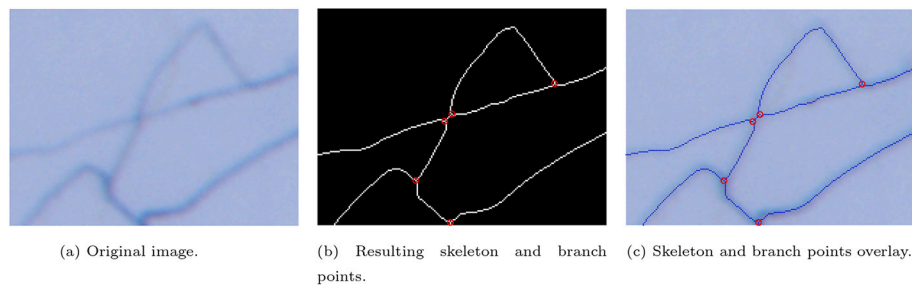 (a) Original image.
(b) Resulting skeleton and branch
points.
(c) Skeleton and branch points overlay.